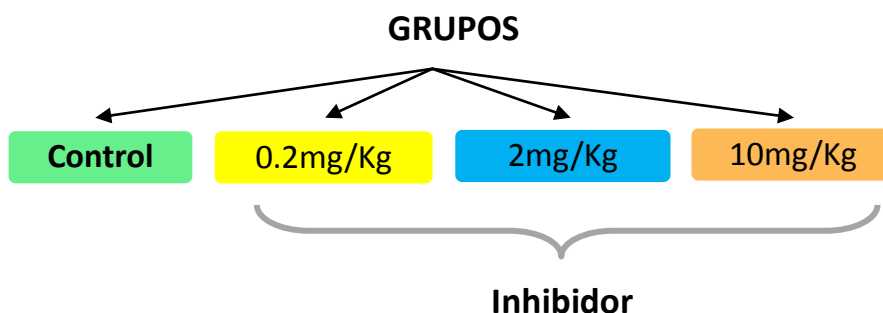 GRUPOS
Control
0.2mg/Kg
2mg/Kg
10mg/Kg
Inhibidor